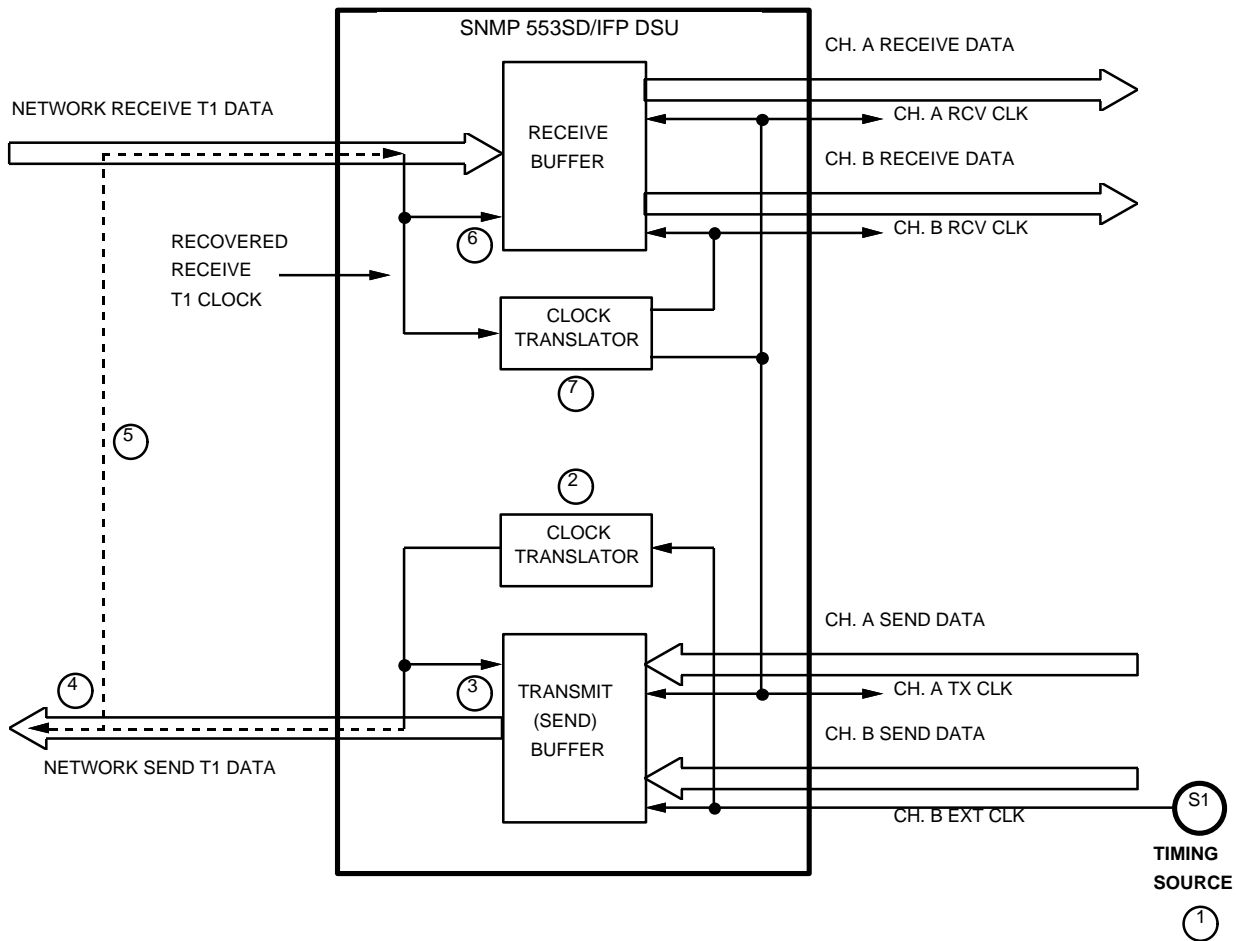 SNMP 553SD/IFP DSU
CH. A RECEIVE DATA
NETWORK RECEIVE T1 DATA
RECEIVE
BUFFER
CH. A RCV CLK
CH. B RECEIVE DATA
CH. B RCV CLK
6
RECOVERED
RECEIVE
T1 CLOCK
CLOCK
TRANSLATOR
7
5
2
CLOCK
TRANSLATOR
CH. A SEND DATA
4
3
TRANSMIT
(SEND)
BUFFER
CH. A TX CLK
CH. B SEND DATA
NETWORK SEND T1 DATA
CH. B EXT CLK
S1
TIMING
SOURCE
1